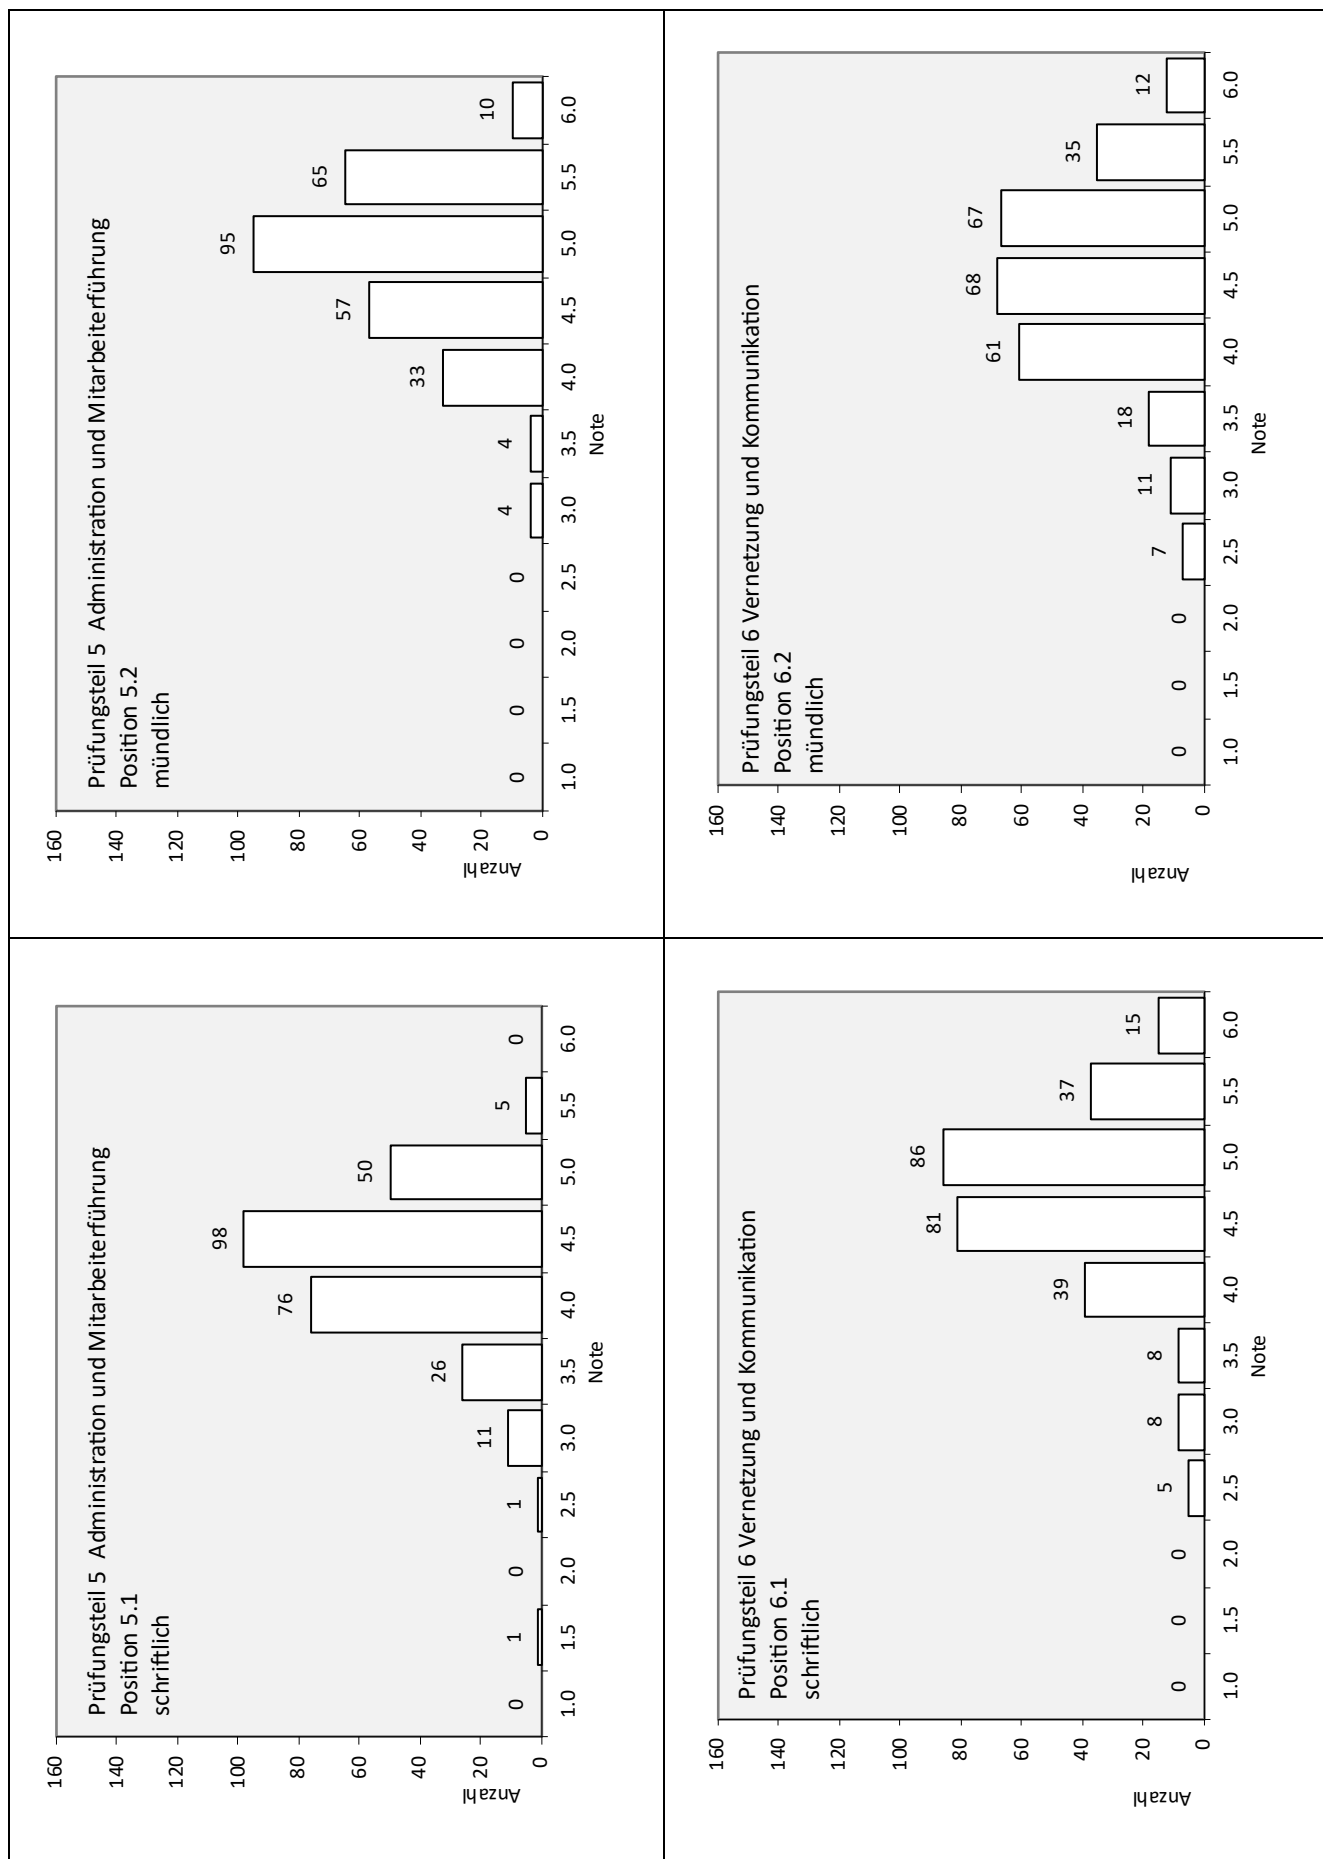 Prüfungsteil 5 Administration und Mitarbeiterführung
Position 5.1
schriftlich
160
140
120
100
80
60
40
20
0
Anzahl
0 1 0 1 11 26 76 98 50 5 0
1.0 1.5 2.0 2.5 3.0 3.5 4.0 4.5 5.0 5.5 6.0
Note
Prüfungsteil 5 Administration und Mitarbeiterführung
Position 5.2
mündlich
160
140
120
100
80
60
40
20
0
Anzahl
0 0 0 0 4 4 33 57 95 65 10
1.0 1.5 2.0 2.5 3.0 3.5 4.0 4.5 5.0 5.5 6.0
Note
Prüfungsteil 6 Vernetzung und Kommunikation
Position 6.1
schriftlich
160
140
120
100
80
60
40
20
0
Anzahl
0 0 0 5 8 8 39 81 86 37 15
1.0 1.5 2.0 2.5 3.0 3.5 4.0 4.5 5.0 5.5 6.0
Note
Prüfungsteil 6 Vernetzung und Kommunikation
Position 6.2
mündlich
160
140
120
100
80
60
40
20
0
Anzahl
0 0 0 7 11 18 61 68 67 35 12
1.0 1.5 2.0 2.5 3.0 3.5 4.0 4.5 5.0 5.5 6.0
Note